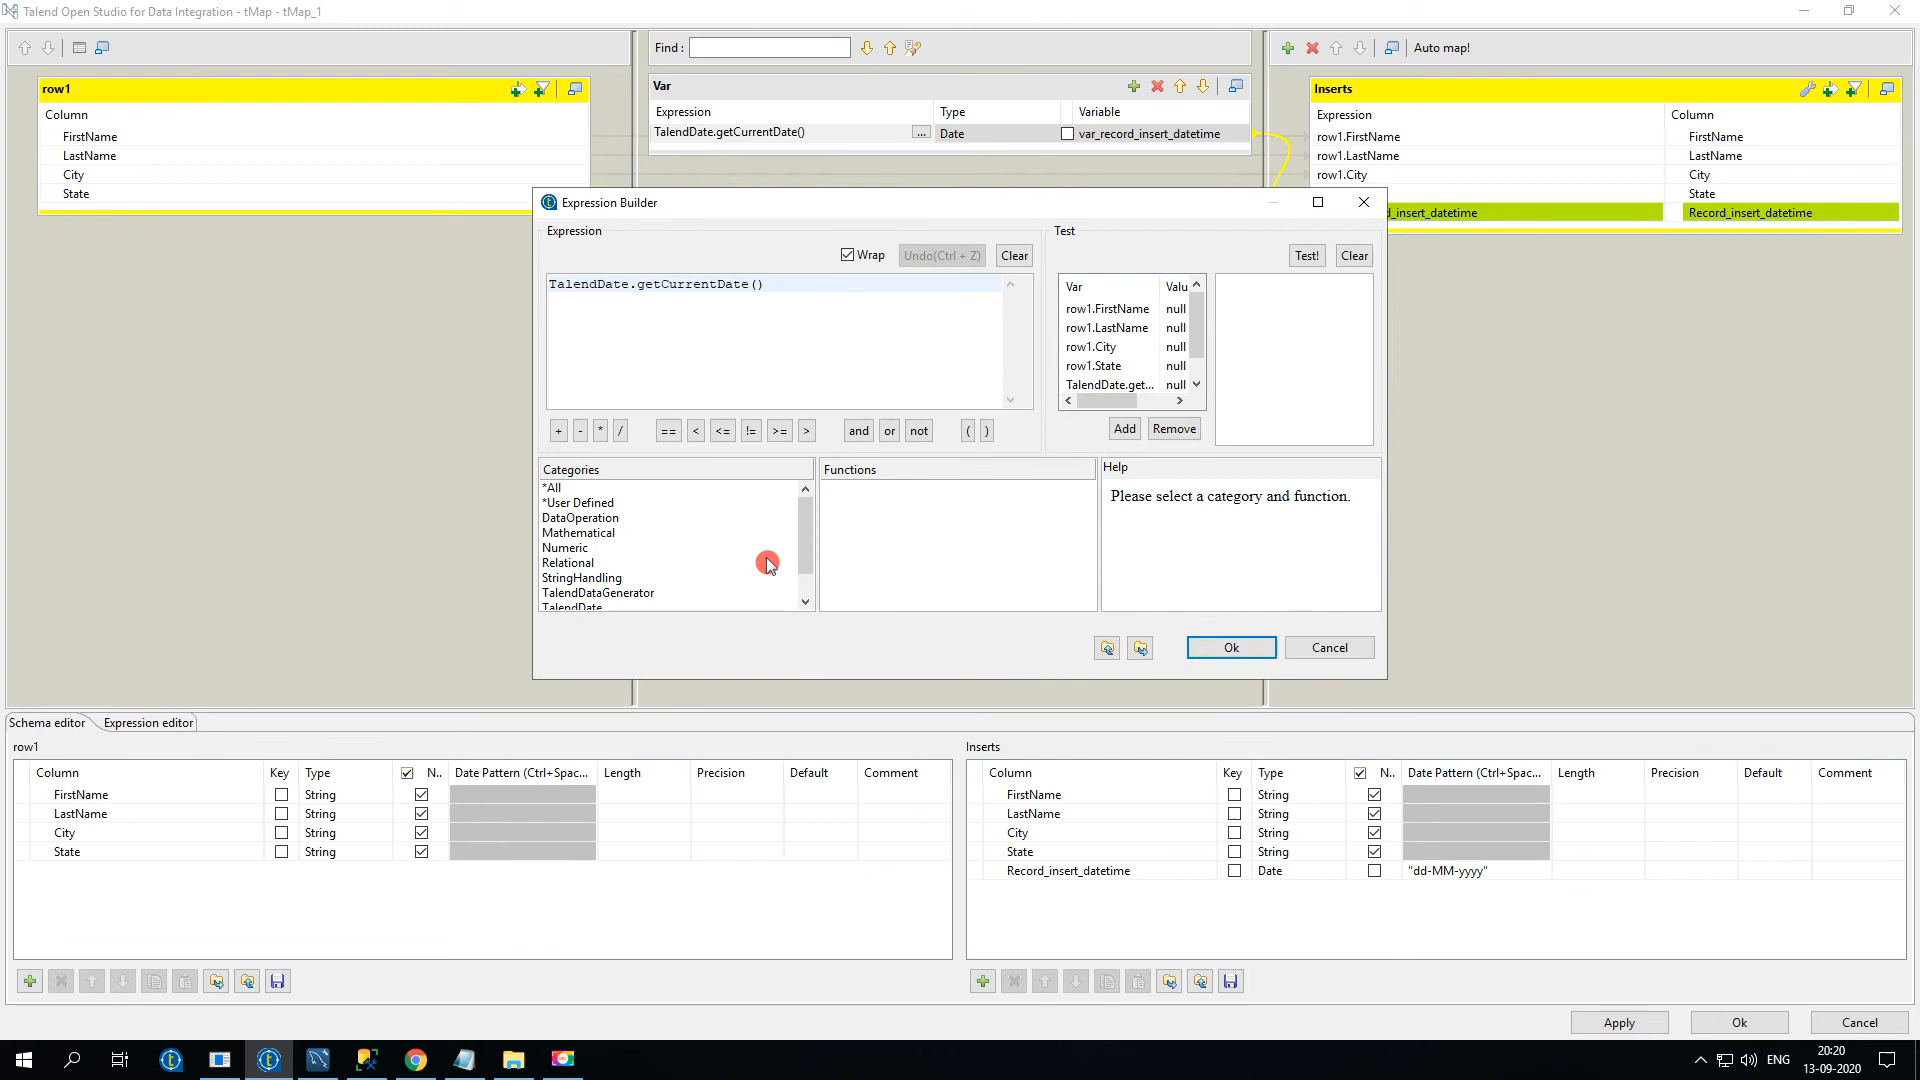 Talend Open Studio for Data Integration - tMap - tMap_1
Find :
Auto map!
row1
Column
FirstName
LastName
City
State
Var
Expression Type Variable
TalendDate.getCurrentDate() ... Date var_record_insert_datetime
Inserts
Expression Column
row1.FirstName FirstName
row1.LastName LastName
row1.City City
State
_insert_datetime Record_insert_datetime
Expression Builder
Expression
Wrap Undo(Ctrl + Z) Clear
TalendDate.getCurrentDate()
+ - * / == < <= != >= > and or not ( )
Test
Test! Clear
Var Valu
row1.FirstName null
row1.LastName null
row1.City null
row1.State null
TalendDate.get... null
Add Remove
Categories
*All
*User Defined
DataOperation
Mathematical
Numeric
Relational
StringHandling
TalendDataGenerator
TalendDate
Functions
Help
Please select a category and function.
Ok Cancel
Schema editor Expression editor
row1
Column Key Type N.. Date Pattern (Ctrl+Spac... Length Precision Default Comment
FirstName String
LastName String
City String
State String
Inserts
Column Key Type N.. Date Pattern (Ctrl+Spac... Length Precision Default Comment
FirstName String
LastName String
City String
State String
Record_insert_datetime Date "dd-MM-yyyy"
Apply Ok Cancel
ENG
20:20
13-09-2020